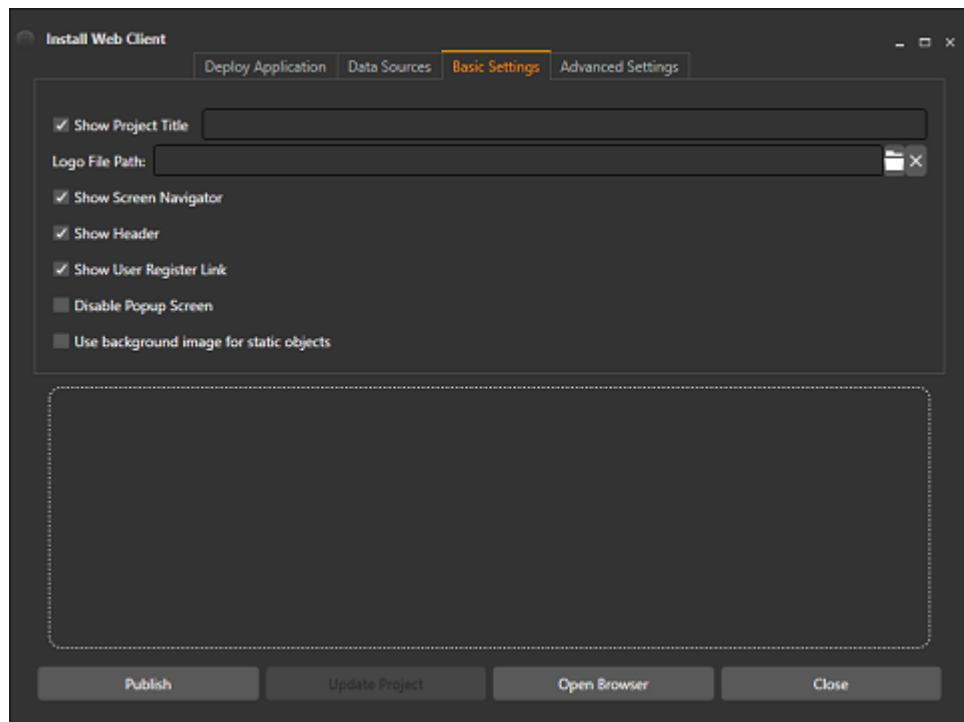 Install Web Client
Deploy Application Data Sources Basic Settings Advanced Settings
Show Project Title
Logo File Path:
Show Screen Navigator
Show Header
Show User Register Link
Disable Popup Screen
Use background image for static objects
Publish Update Project Open Browser Close